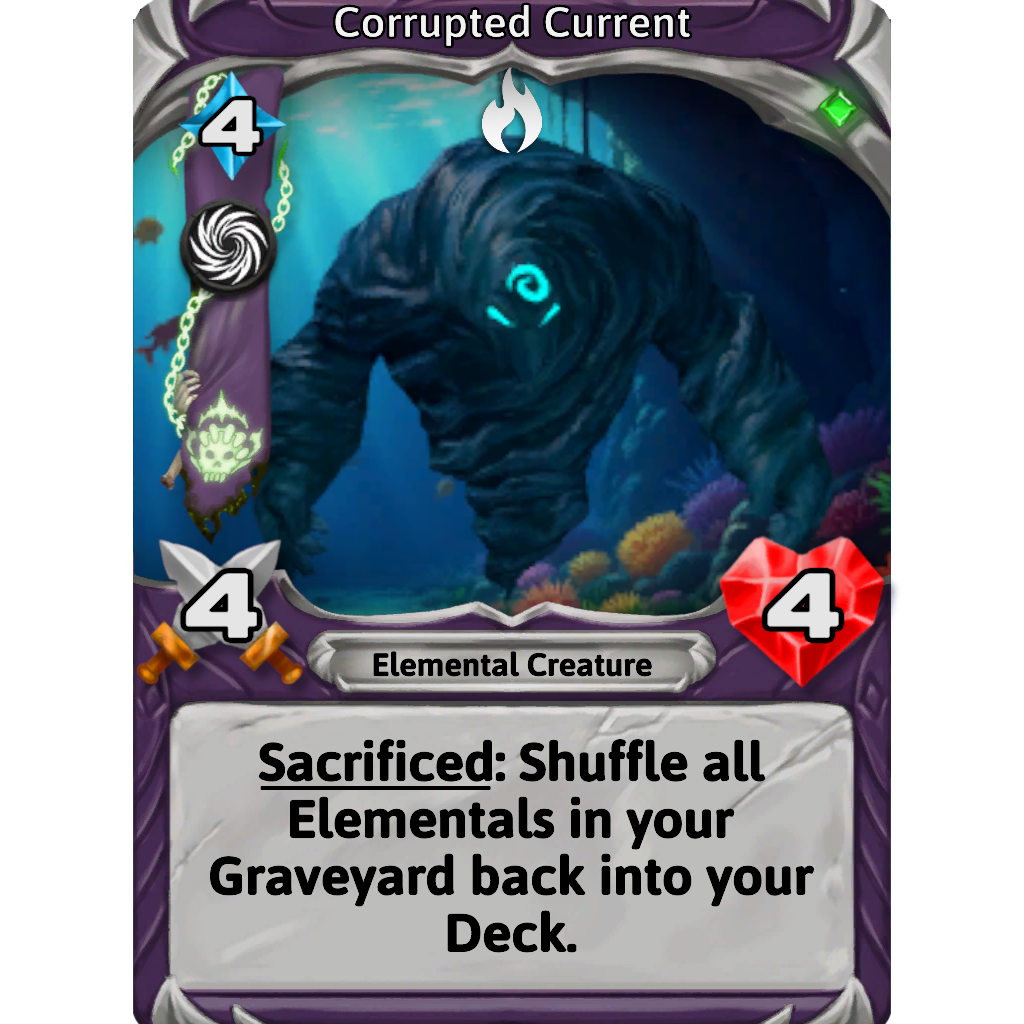 Corrupted Current
4
4
4
Elemental Creature
Sacrificed: Shuffle all
Elementals in your
Graveyard back into your
Deck.